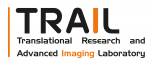 TRAIL
Translational Research and
Advanced Imaging Laboratory